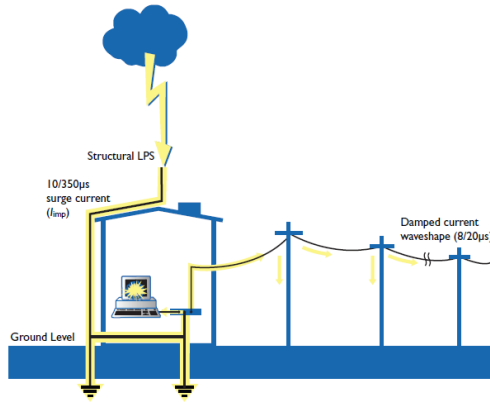 Structural LPS
10/350µs
surge current
(Iimp)
Damped current
waveshape (8/20µs)
Ground Level